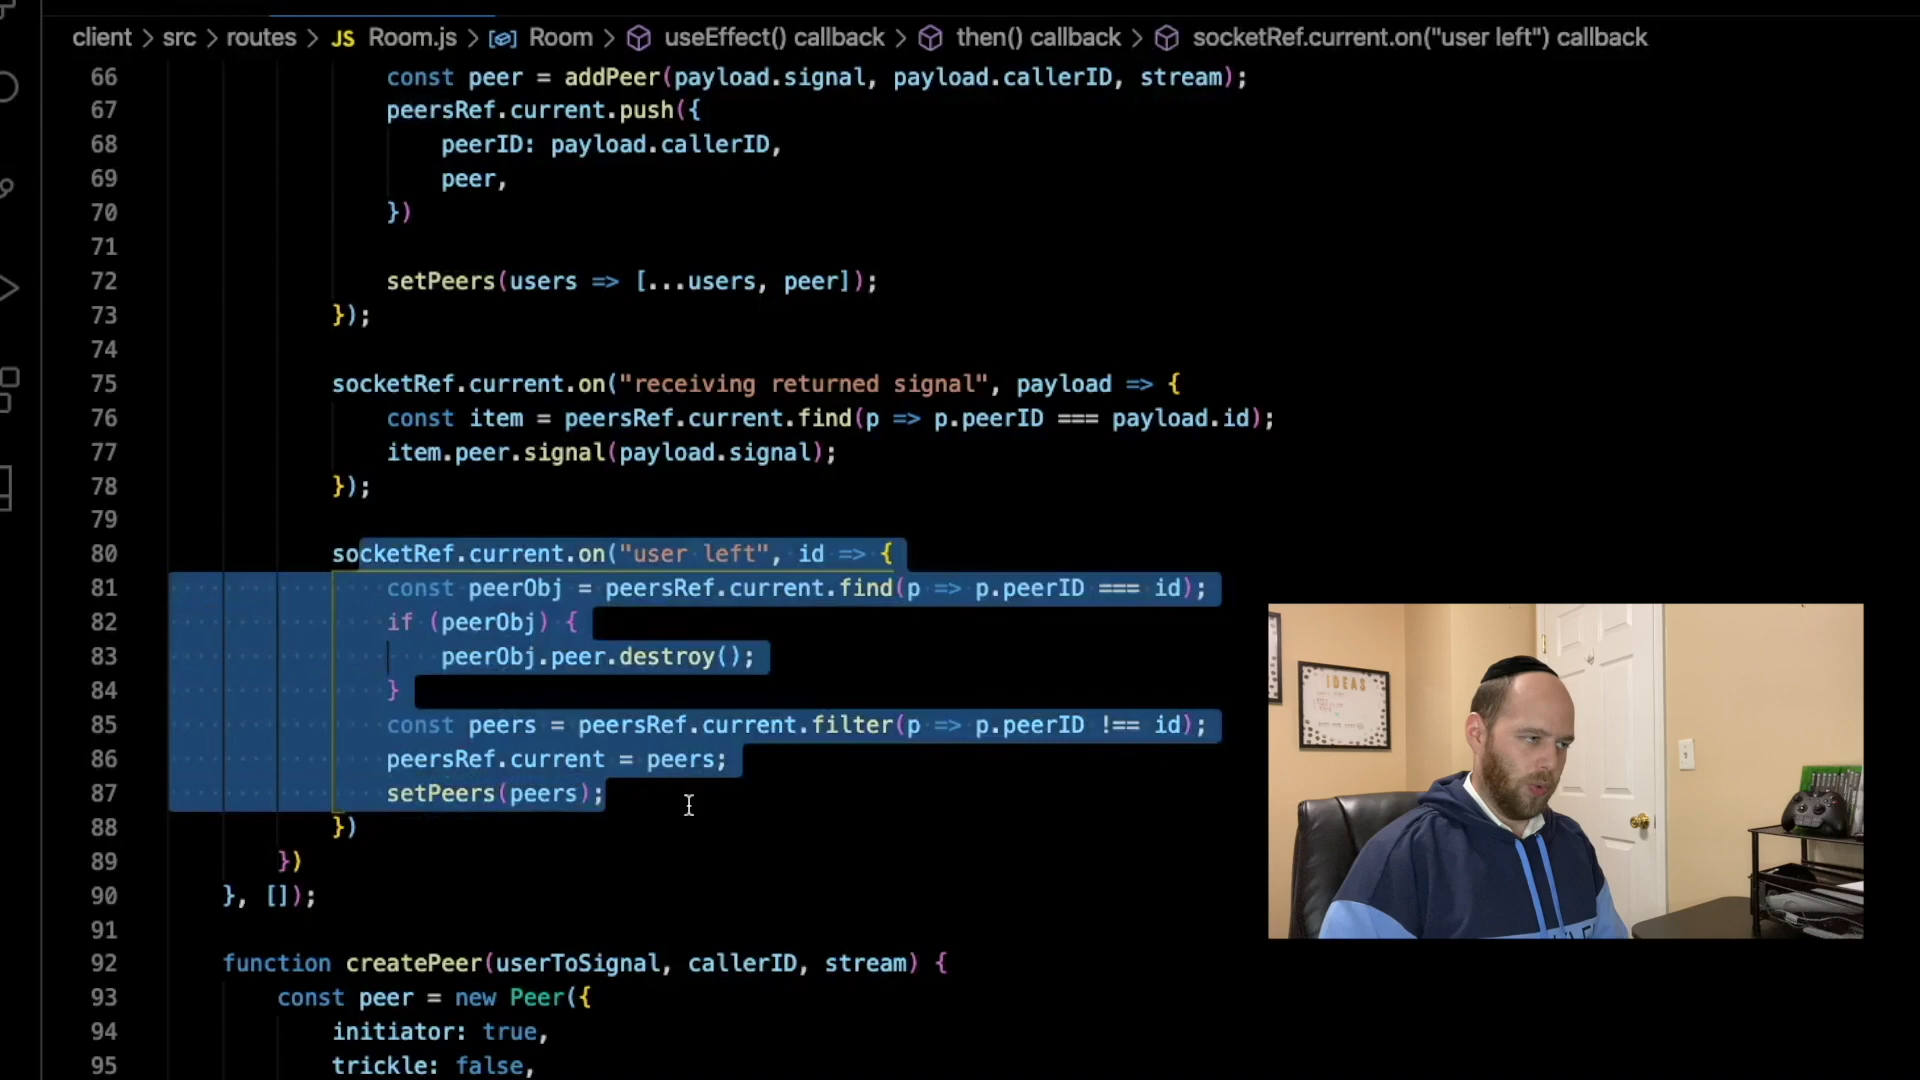 client > src > routes > JS Room.js > Room > useEffect() callback > then() callback > socketRef.current.on("user left") callback
66 const peer = addPeer(payload.signal, payload.callerID, stream);
67 peersRef.current.push({
68 peerID: payload.callerID,
69 peer,
70 })
71
72 setPeers(users => [...users, peer]);
73 });
74
75 socketRef.current.on("receiving returned signal", payload => {
76 const item = peersRef.current.find(p => p.peerID === payload.id);
77 item.peer.signal(payload.signal);
78 });
79
80 socketRef.current.on("user left", id => {
81 const peerObj = peersRef.current.find(p => p.peerID === id);
82 if (peerObj) {
83 peerObj.peer.destroy();
84 }
85 const peers = peersRef.current.filter(p => p.peerID !== id);
86 peersRef.current = peers;
87 setPeers(peers);
88 })
89 })
90 }, []);
91
92 function createPeer(userToSignal, callerID, stream) {
93 const peer = new Peer({
94 initiator: true,
95 trickle: false,
IDEAS